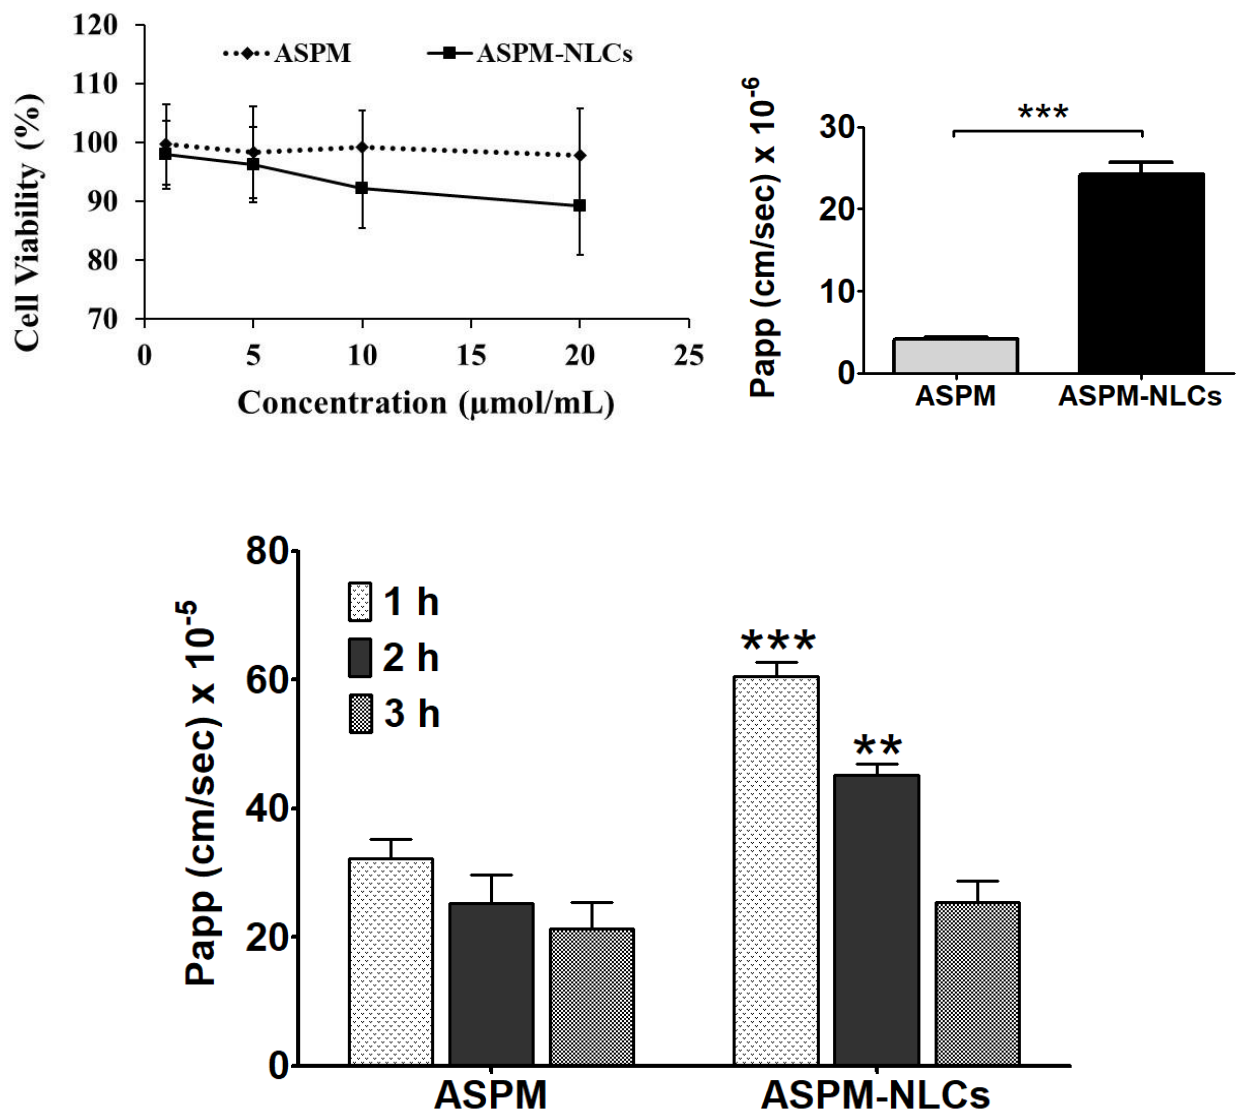 120
110
100
90
80
70
Cell Viability (%)
ASPM
ASPM-NLCs
0 5 10 15 20 25
Concentration (μmol/mL)
Papp (cm/sec) x 10⁻⁶
30
20
10
0
***
ASPM ASPM-NLCs
Papp (cm/sec) x 10⁻⁵
80
60
40
20
0
1 h
2 h
3 h
***
**
ASPM ASPM-NLCs